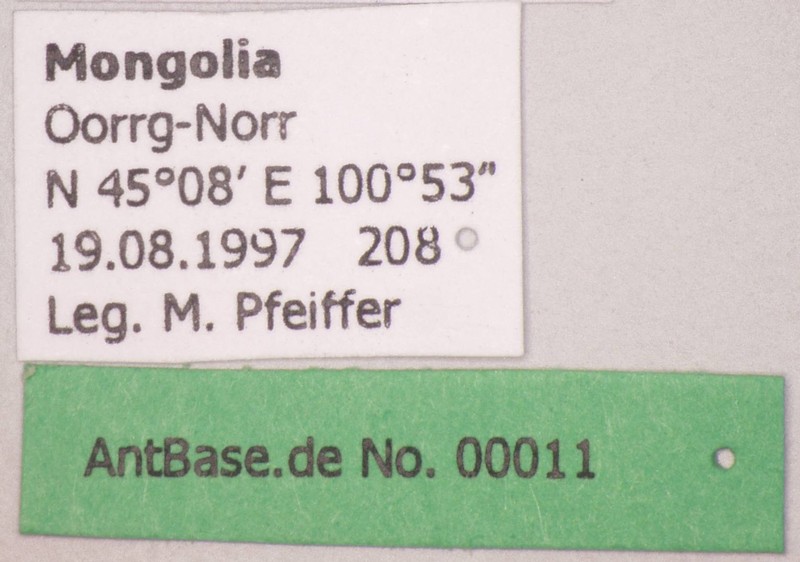 Mongolia
Oorrg-Norr
N 45°08' E 100°53"
19.08.1997 208
Leg. M. Pfeiffer
AntBase.de No. 00011